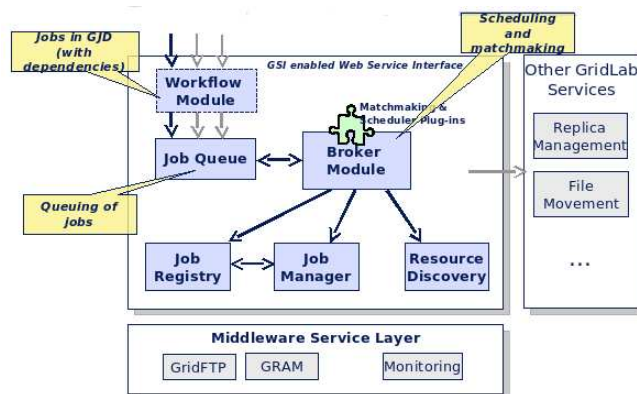 Jobs in GJD
(with
dependencies)
Scheduling
and
matchmaking
GSI enabled Web Service Interface
Workflow
Module
Matchmaking &
Scheduler Plug-ins
Job Queue
Broker
Module
Queuing of
jobs
Job
Registry
Job
Manager
Resource
Discovery
Other GridLab
Services
Replica
Management
File
Movement
...
Middleware Service Layer
GridFTP
GRAM
Monitoring